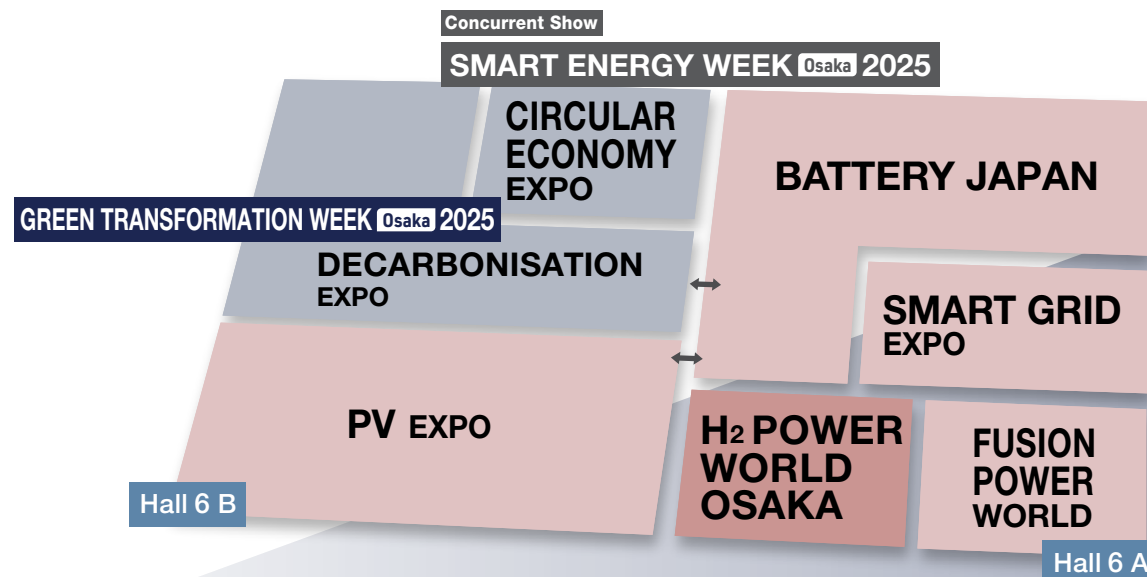 Concurrent Show
SMART ENERGY WEEK Osaka 2025
CIRCULAR
ECONOMY
EXPO
BATTERY JAPAN
GREEN TRANSFORMATION WEEK Osaka 2025
DECARBONISATION
EXPO
SMART GRID
EXPO
PV EXPO
H2 POWER
WORLD
OSAKA
FUSION
POWER
WORLD
Hall 6 B
Hall 6 A